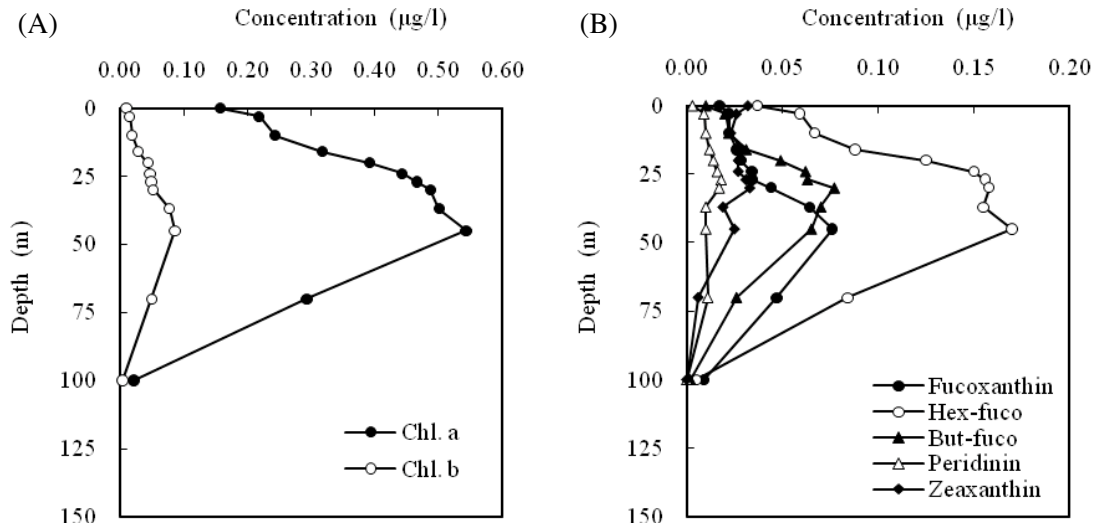 (A)
Concentration (µg/l)
0.00 0.10 0.20 0.30 0.40 0.50 0.60
0
25
50
75
100
125
150
Depth (m)
Chl. a
Chl. b
(B)
Concentration (µg/l)
0.00 0.05 0.10 0.15 0.20
0
25
50
75
100
125
150
Depth (m)
Fucoxanthin
Hex-fuco
But-fuco
Peridinin
Zeaxanthin